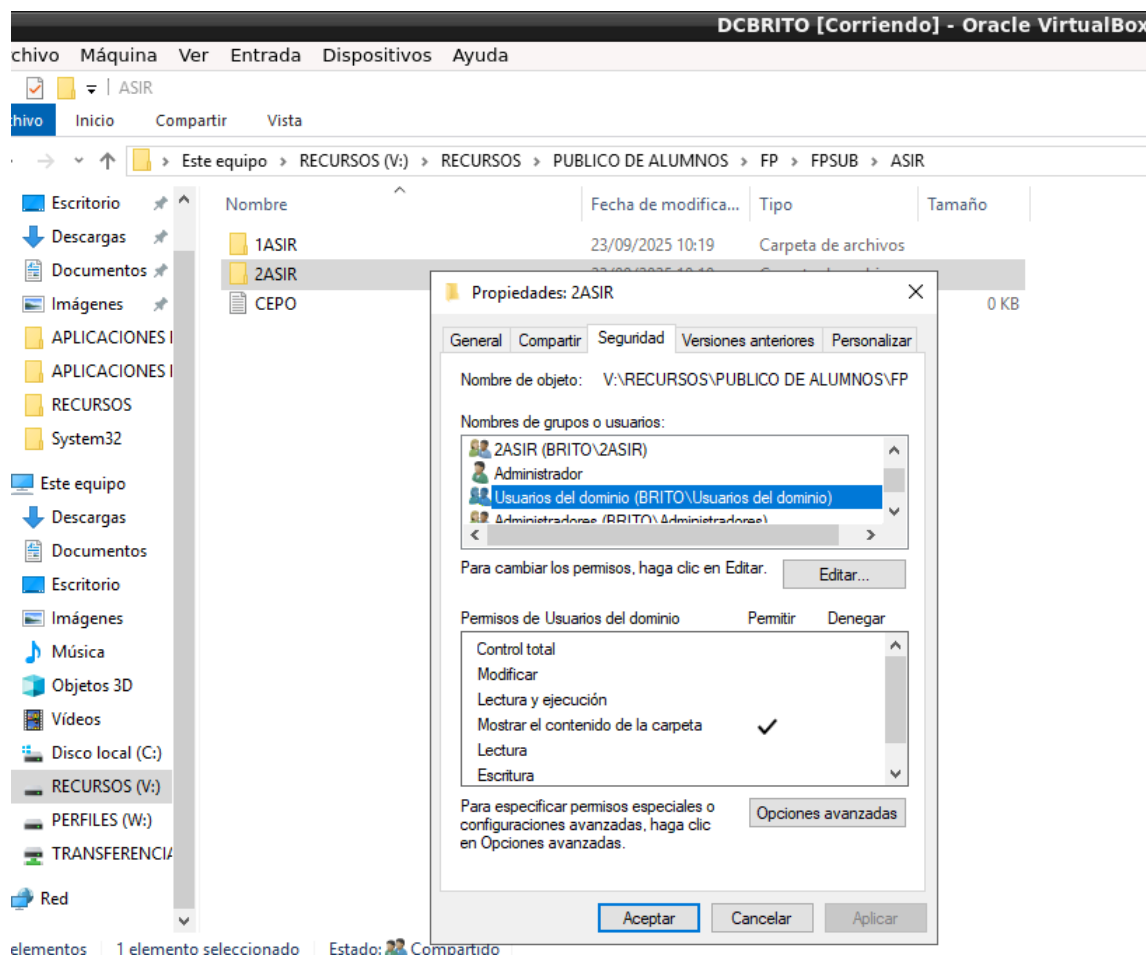 DCBRITO [Corriendo] - Oracle VirtualBox
chivo Máquina Ver Entrada Dispositivos Ayuda
ASIR
hivo Inicio Compartir Vista
Este equipo > RECURSOS (V:) > RECURSOS > PUBLICO DE ALUMNOS > FP > FPSUB > ASIR
Nombre Fecha de modifica... Tipo Tamaño
1ASIR 23/09/2025 10:19 Carpeta de archivos
2ASIR
CEPO 0 KB
Escritorio
Descargas
Documentos
Imágenes
APLICACIONES I
APLICACIONES I
RECURSOS
System32
Este equipo
Descargas
Documentos
Escritorio
Imágenes
Música
Objetos 3D
Vídeos
Disco local (C:)
RECURSOS (V:)
PERFILES (W:)
TRANSFERENCIA
Red
Propiedades: 2ASIR
General Compartir Seguridad Versiones anteriores Personalizar
Nombre de objeto: V:\RECURSOS\PUBLICO DE ALUMNOS\FP
Nombres de grupos o usuarios:
2ASIR (BRITO\2ASIR)
Administrador
Usuarios del dominio (BRITO\Usuarios del dominio)
Administradores (BRITO\Administradores)
Para cambiar los permisos, haga clic en Editar. Editar...
Permisos de Usuarios del dominio Permitir Denegar
Control total
Modificar
Lectura y ejecución
Mostrar el contenido de la carpeta
Lectura
Escritura
Para especificar permisos especiales o
configuraciones avanzadas, haga clic
en Opciones avanzadas.
Opciones avanzadas
Aceptar Cancelar Aplicar
elementos 1 elemento seleccionado Estado: Compartido